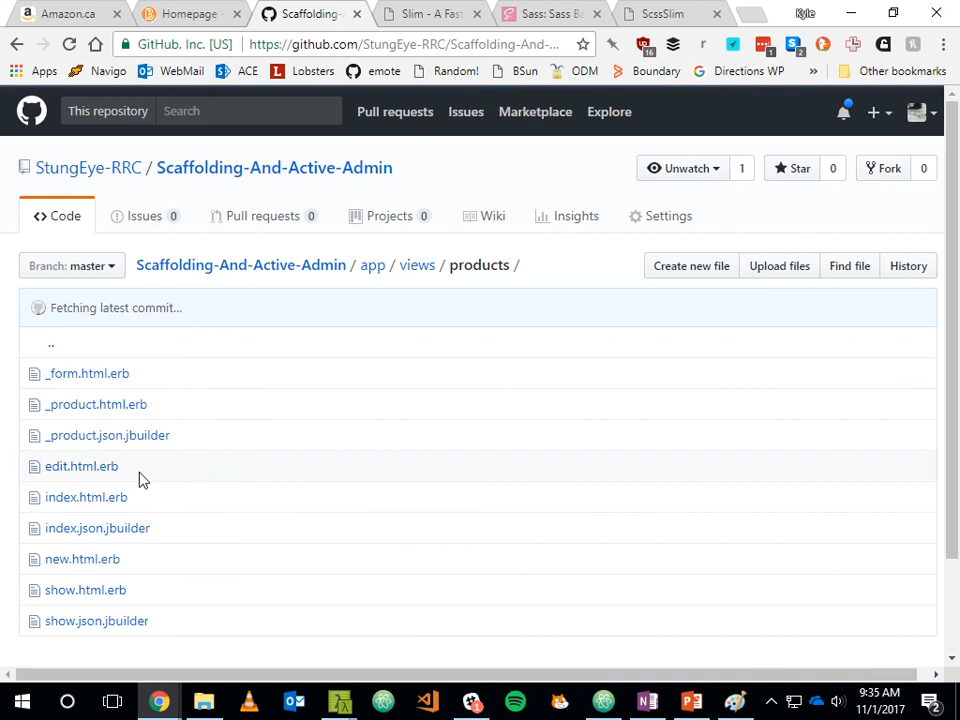 Amazon.ca
Homepage -
Scaffolding-
Slim - A Fast
Sass: Sass Ba
ScssSlim
Kyle
GitHub, Inc. [US]
https://github.com/StungEye-RRC/Scaffolding-And-...
16
1
2
Apps
Navigo
WebMail
ACE
Lobsters
emote
Random!
BSun
ODM
Boundary
Directions WP
»
Other bookmarks
This repository
Search
Pull requests
Issues
Marketplace
Explore
StungEye-RRC / Scaffolding-And-Active-Admin
Unwatch 1
Star 0
Fork 0
Code
Issues 0
Pull requests 0
Projects 0
Wiki
Insights
Settings
Branch: master
Scaffolding-And-Active-Admin / app / views / products /
Create new file
Upload files
Find file
History
Fetching latest commit...
..
_form.html.erb
_product.html.erb
_product.json.jbuilder
edit.html.erb
index.html.erb
index.json.jbuilder
new.html.erb
show.html.erb
show.json.jbuilder
9:35 AM
11/1/2017
2